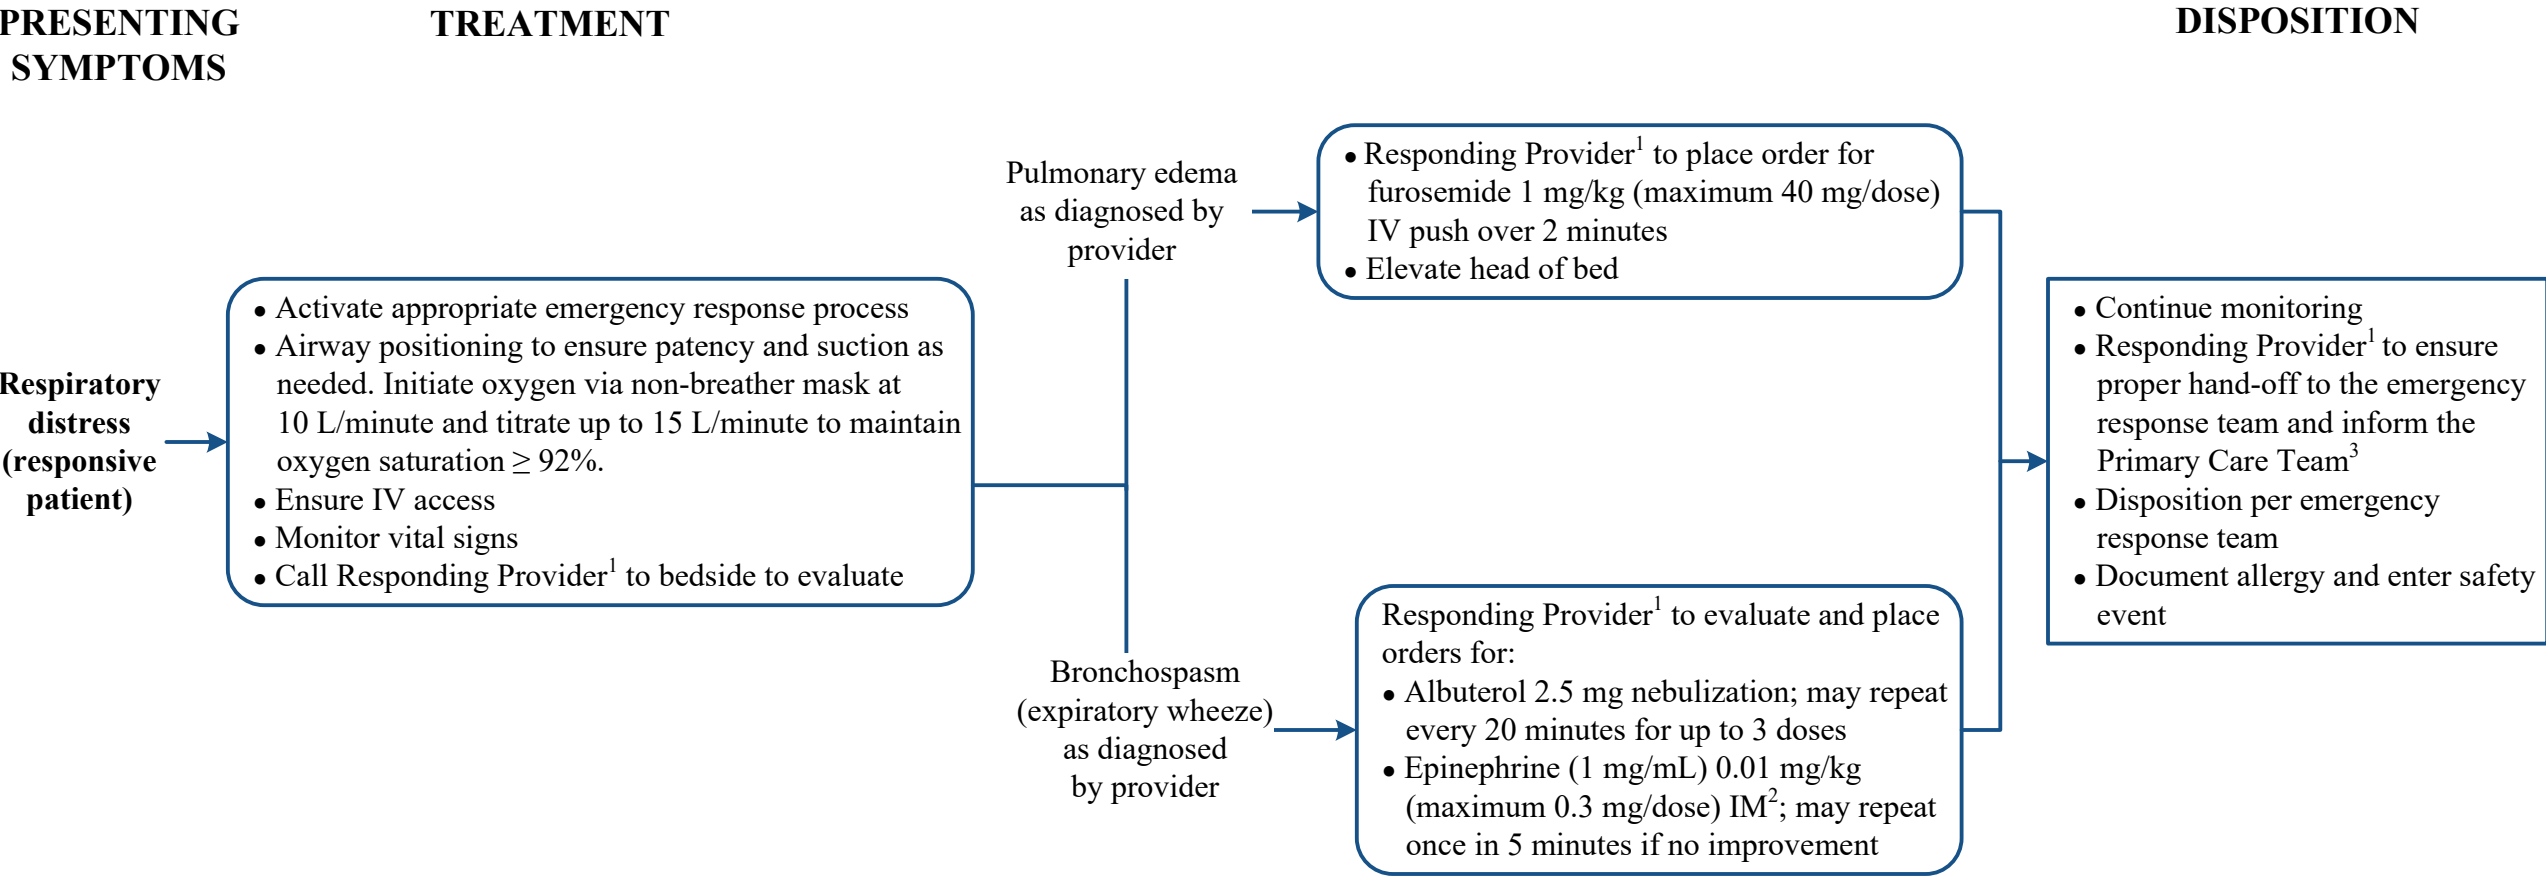 PRESENTING
SYMPTOMS
TREATMENT
DISPOSITION
Respiratory
distress
(responsive
patient)
● Activate appropriate emergency response process
● Airway positioning to ensure patency and suction as
needed. Initiate oxygen via non-breather mask at
10 L/minute and titrate up to 15 L/minute to maintain
oxygen saturation ≥ 92%.
● Ensure IV access
● Monitor vital signs
● Call Responding Provider¹ to bedside to evaluate
Pulmonary edema
as diagnosed by
provider
● Responding Provider¹ to place order for
furosemide 1 mg/kg (maximum 40 mg/dose)
IV push over 2 minutes
● Elevate head of bed
Bronchospasm
(expiratory wheeze)
as diagnosed
by provider
Responding Provider¹ to evaluate and place
orders for:
● Albuterol 2.5 mg nebulization; may repeat
every 20 minutes for up to 3 doses
● Epinephrine (1 mg/mL) 0.01 mg/kg
(maximum 0.3 mg/dose) IM²; may repeat
once in 5 minutes if no improvement
● Continue monitoring
● Responding Provider¹ to ensure
proper hand-off to the emergency
response team and inform the
Primary Care Team³
● Disposition per emergency
response team
● Document allergy and enter safety
event